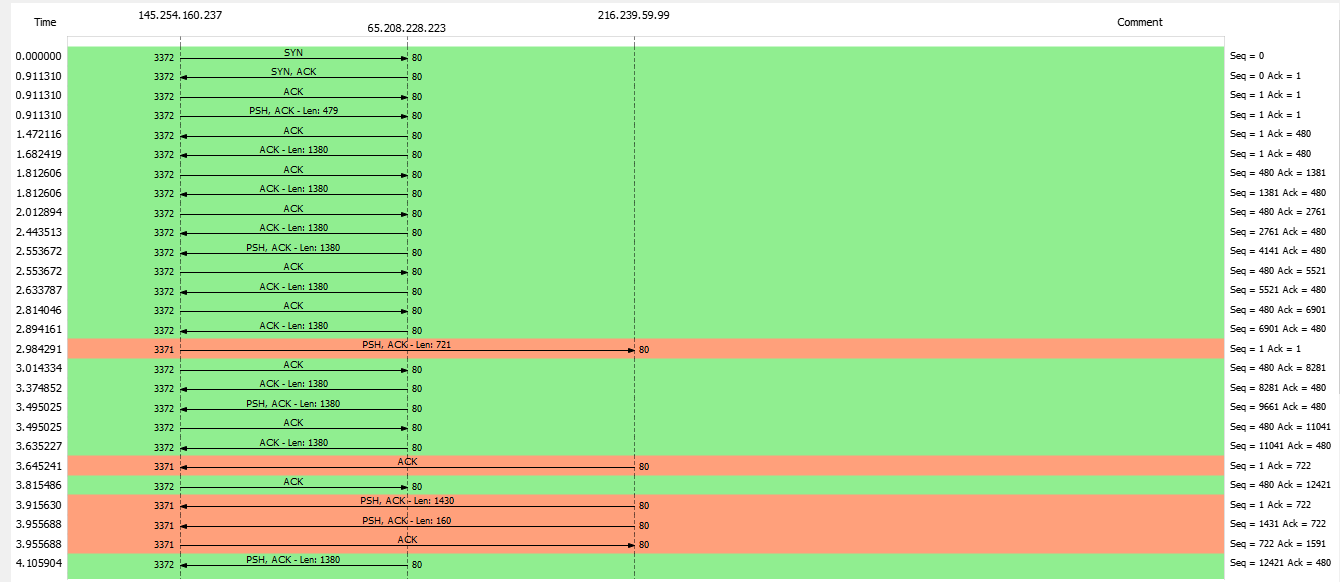 145.254.160.237 216.239.59.99
Time 65.208.228.223 Comment
0.000000 3372 SYN 80 Seq = 0
0.911310 3372 SYN, ACK 80 Seq = 0 Ack = 1
0.911310 3372 ACK 80 Seq = 1 Ack = 1
0.911310 3372 PSH, ACK - Len: 479 80 Seq = 1 Ack = 1
1.472116 3372 ACK 80 Seq = 1 Ack = 480
1.682419 3372 ACK - Len: 1380 80 Seq = 1 Ack = 480
1.812606 3372 ACK 80 Seq = 480 Ack = 1381
1.812606 3372 ACK - Len: 1380 80 Seq = 1381 Ack = 480
2.012894 3372 ACK 80 Seq = 480 Ack = 2761
2.443513 3372 ACK - Len: 1380 80 Seq = 2761 Ack = 480
2.553672 3372 PSH, ACK - Len: 1380 80 Seq = 4141 Ack = 480
2.553672 3372 ACK 80 Seq = 480 Ack = 5521
2.633787 3372 ACK - Len: 1380 80 Seq = 5521 Ack = 480
2.814046 3372 ACK 80 Seq = 480 Ack = 6901
2.894161 3372 ACK - Len: 1380 80 Seq = 6901 Ack = 480
2.984291 3371 PSH, ACK - Len: 721 80 Seq = 1 Ack = 1
3.014334 3372 ACK 80 Seq = 480 Ack = 8281
3.374852 3372 ACK - Len: 1380 80 Seq = 8281 Ack = 480
3.495025 3372 PSH, ACK - Len: 1380 80 Seq = 9661 Ack = 480
3.495025 3372 ACK 80 Seq = 480 Ack = 11041
3.635227 3372 ACK - Len: 1380 80 Seq = 11041 Ack = 480
3.645241 3371 ACK 80 Seq = 1 Ack = 722
3.815486 3372 ACK 80 Seq = 480 Ack = 12421
3.915630 3371 PSH, ACK - Len: 1430 80 Seq = 1 Ack = 722
3.955688 3371 PSH, ACK - Len: 160 80 Seq = 1431 Ack = 722
3.955688 3371 ACK 80 Seq = 722 Ack = 1591
4.105904 3372 PSH, ACK - Len: 1380 80 Seq = 12421 Ack = 480